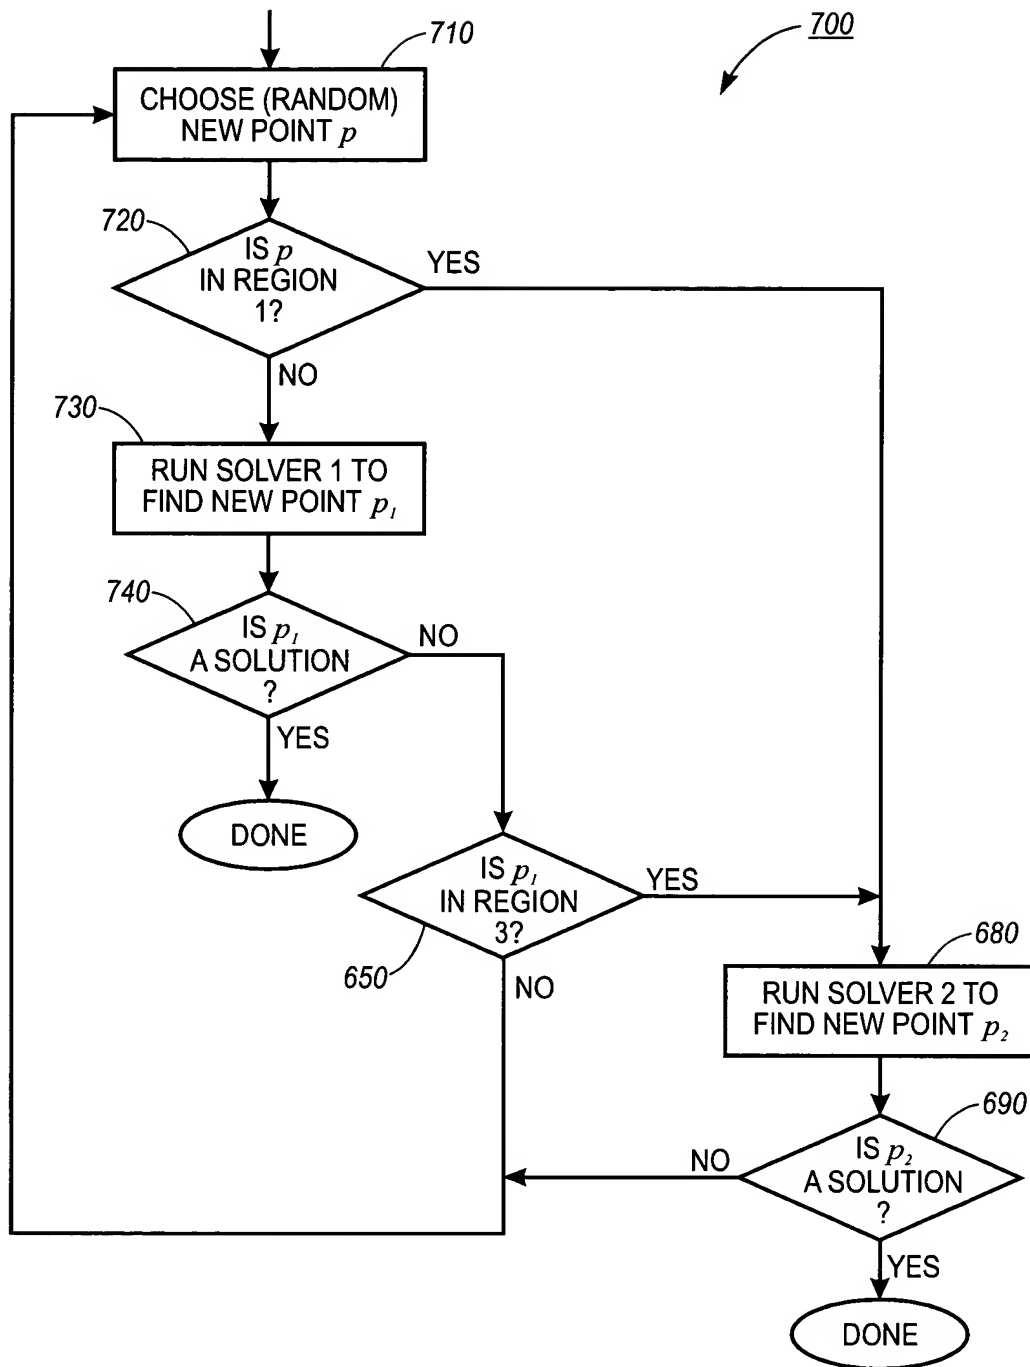 710
700
CHOOSE (RANDOM)
NEW POINT p
720
IS p
IN REGION
1?
YES
NO
730
RUN SOLVER 1 TO
FIND NEW POINT p₁
740
IS p₁
A SOLUTION
?
NO
YES
DONE
IS p₁
IN REGION
3?
YES
650
NO
680
RUN SOLVER 2 TO
FIND NEW POINT p₂
690
IS p₂
A SOLUTION
?
NO
YES
DONE